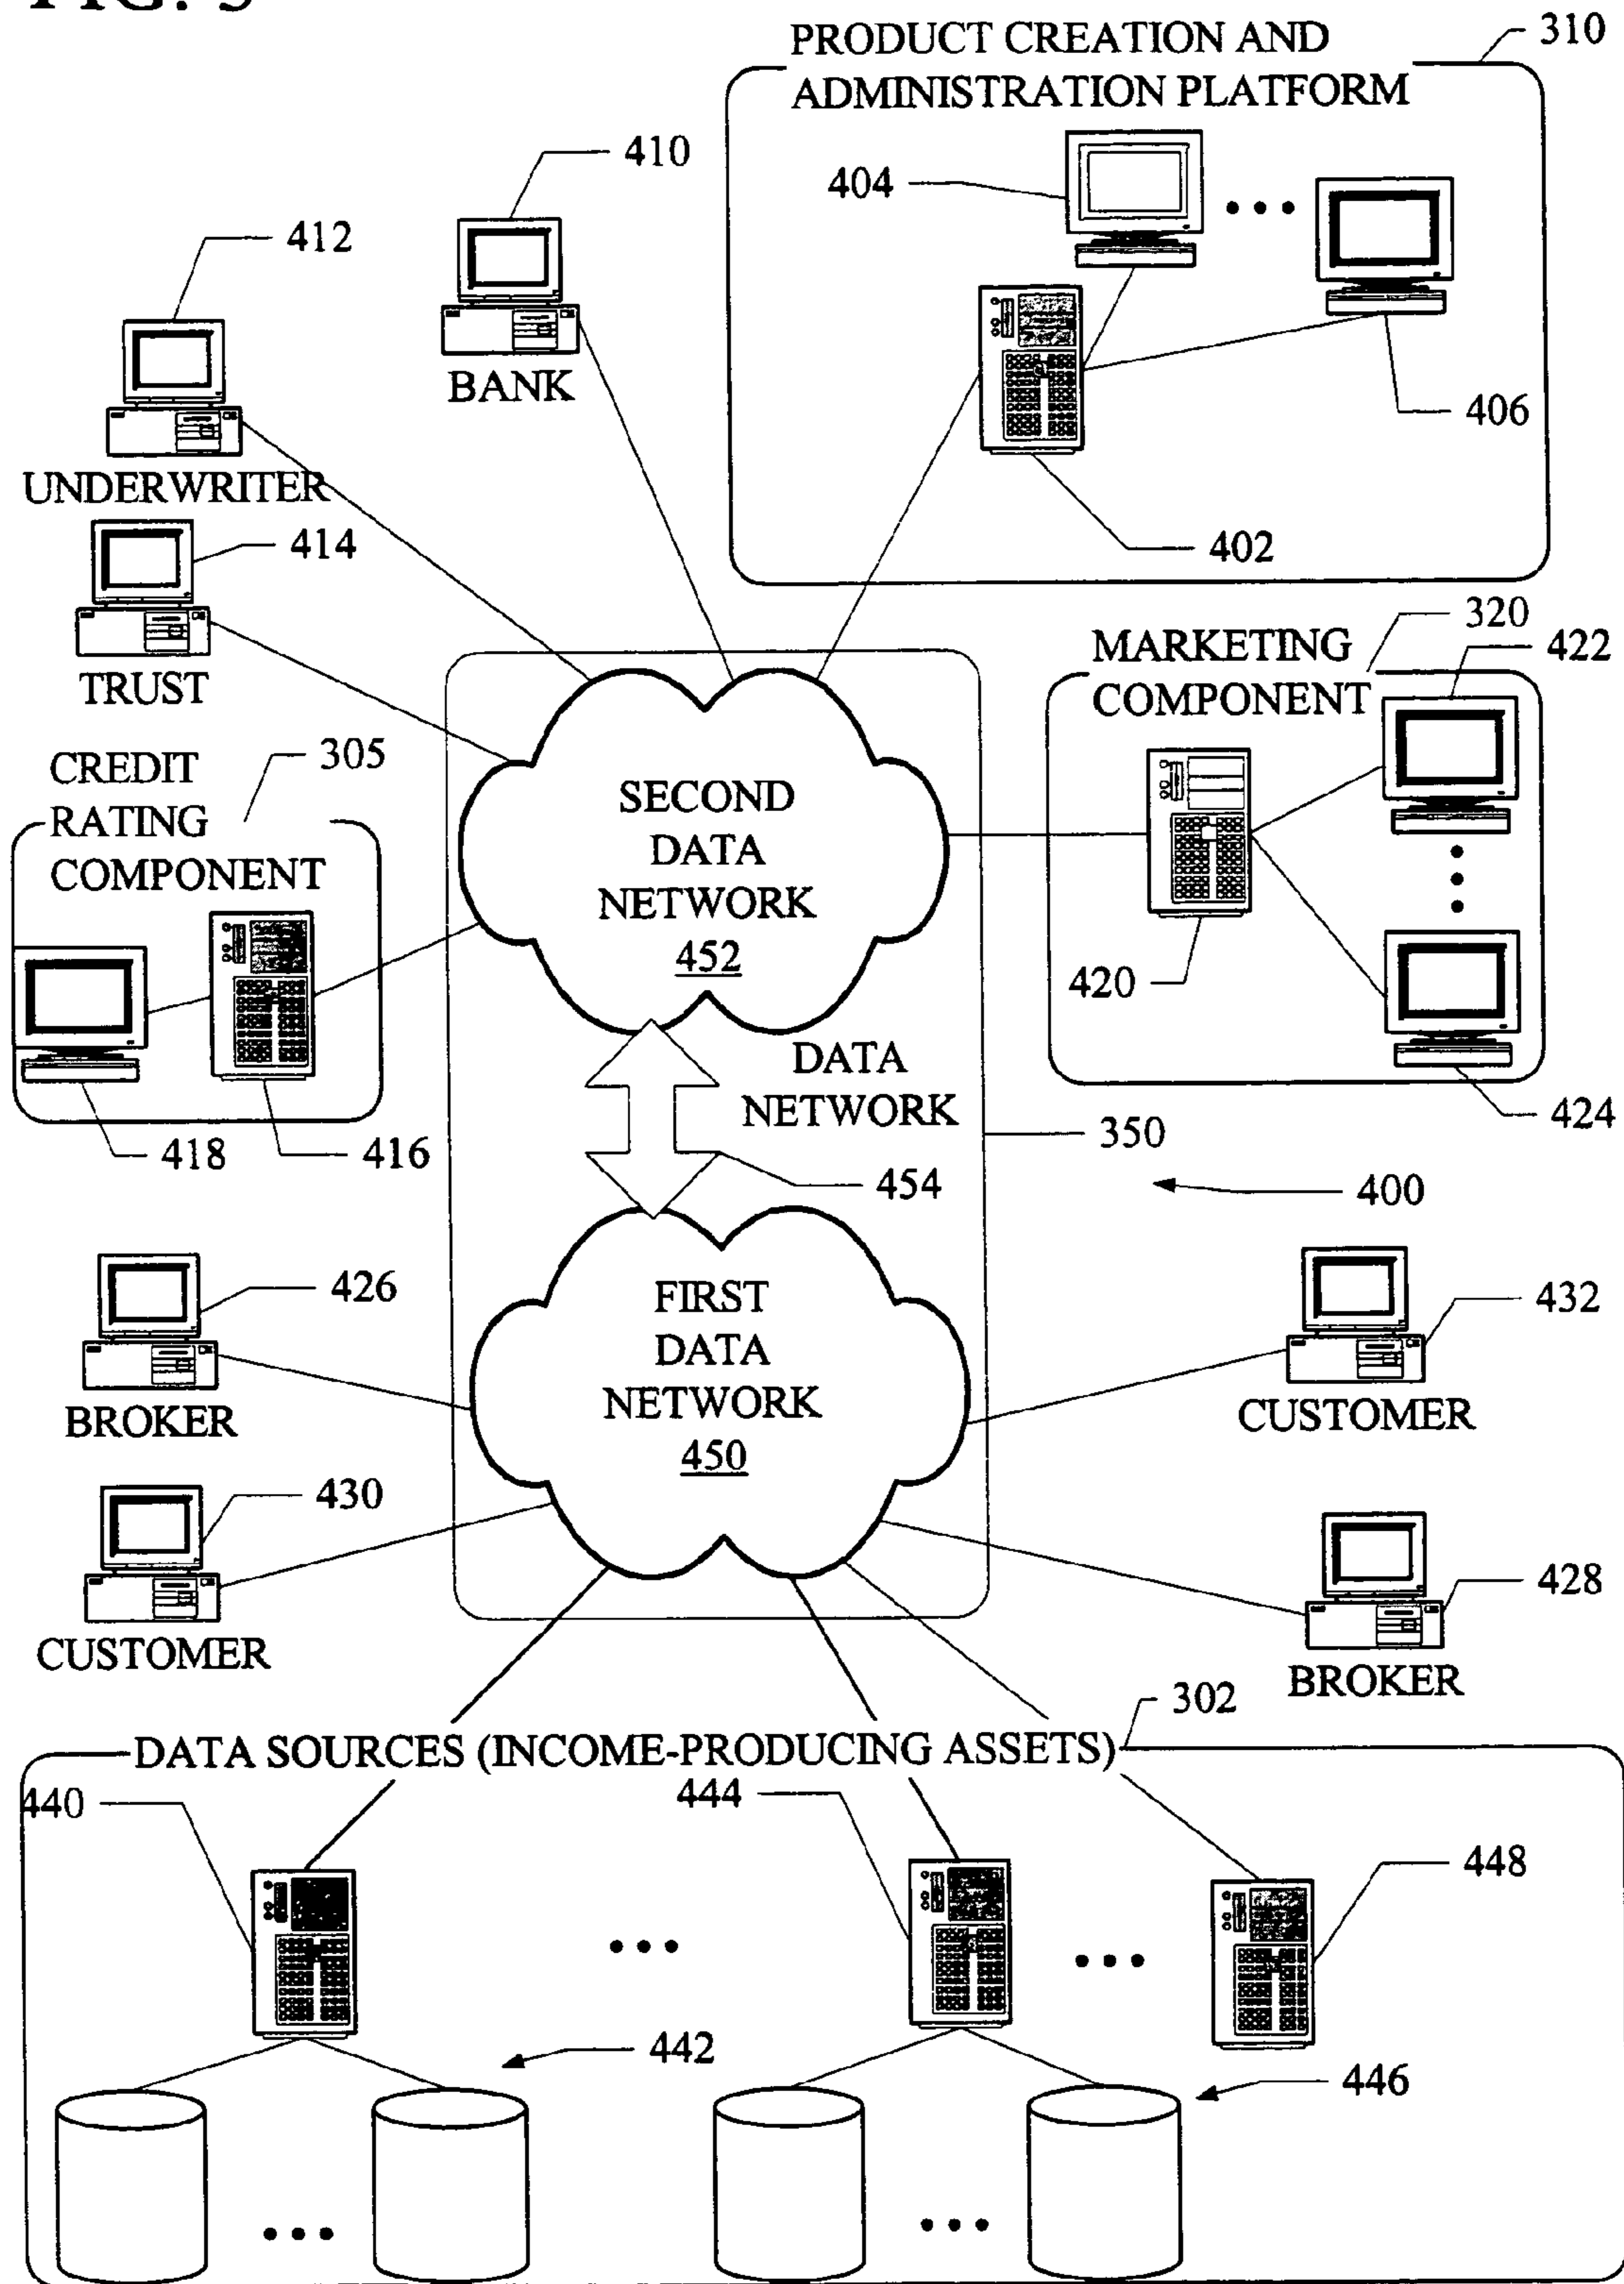 FIG. 5
PRODUCT CREATION AND
ADMINISTRATION PLATFORM
310
404
406
402
410
BANK
412
UNDERWRITER
414
TRUST
320
MARKETING
COMPONENT
422
420
424
305
CREDIT
RATING
COMPONENT
418
416
SECOND
DATA
NETWORK
452
DATA
NETWORK
350
454
400
426
BROKER
FIRST
DATA
NETWORK
450
432
CUSTOMER
430
CUSTOMER
428
BROKER
302
DATA SOURCES (INCOME-PRODUCING ASSETS)
440
444
448
442
446